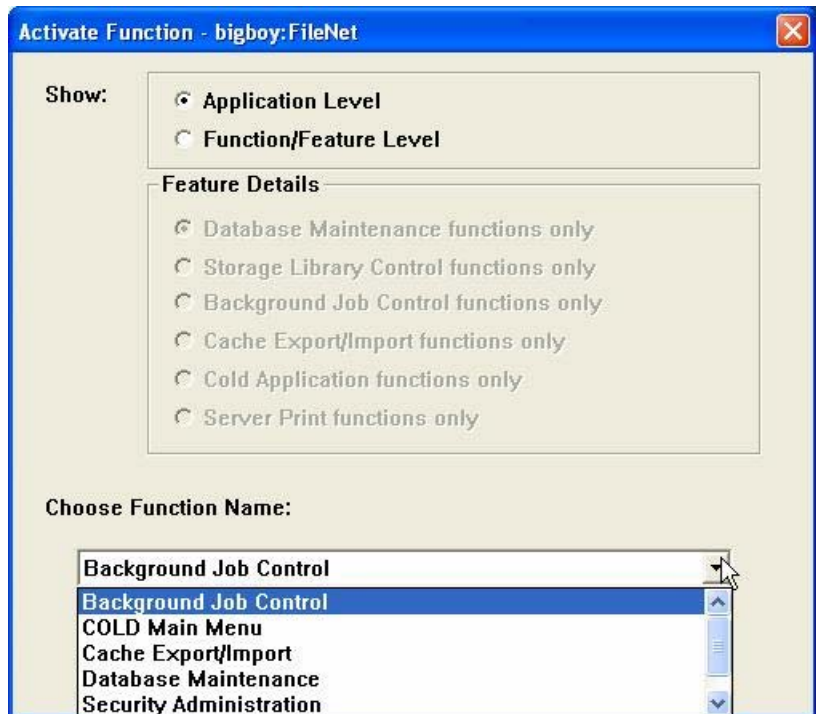 Activate Function - bigboy:FileNet
Show:
Application Level
Function/Feature Level
Feature Details
Database Maintenance functions only
Storage Library Control functions only
Background Job Control functions only
Cache Export/Import functions only
Cold Application functions only
Server Print functions only
Choose Function Name:
Background Job Control
Background Job Control
COLD Main Menu
Cache Export/Import
Database Maintenance
Security Administration